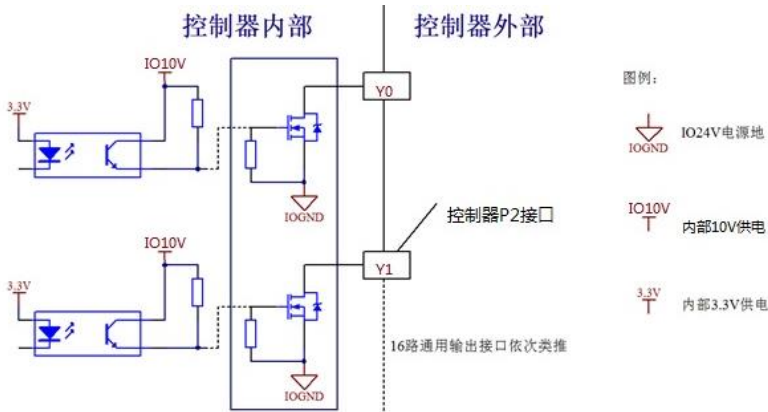 控制器内部
控制器外部
IO10V
3.3V
Y0
IOGND
图例：
IOGND
IO24V电源地
IO10V
内部10V供电
3.3V
内部3.3V供电
控制器P2接口
IO10V
3.3V
Y1
IOGND
16路通用输出接口依次类推